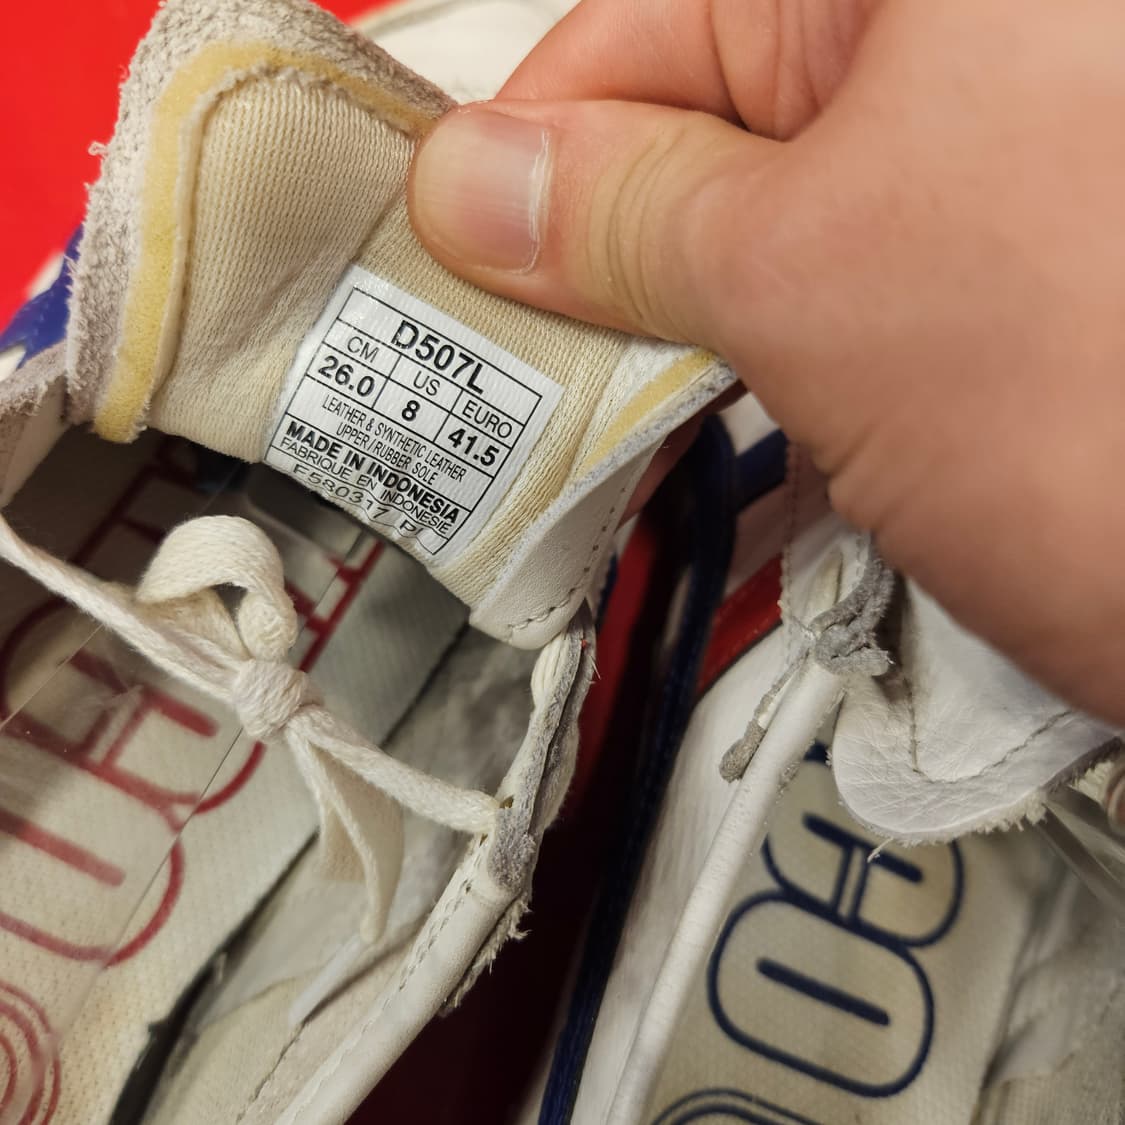 D507L
CM US EURO
26.0 8 41.5
LEATHER & SYNTHETIC LEATHER
UPPER / RUBBER SOLE
MADE IN INDONESIA
FABRIQUE EN INDONESIE